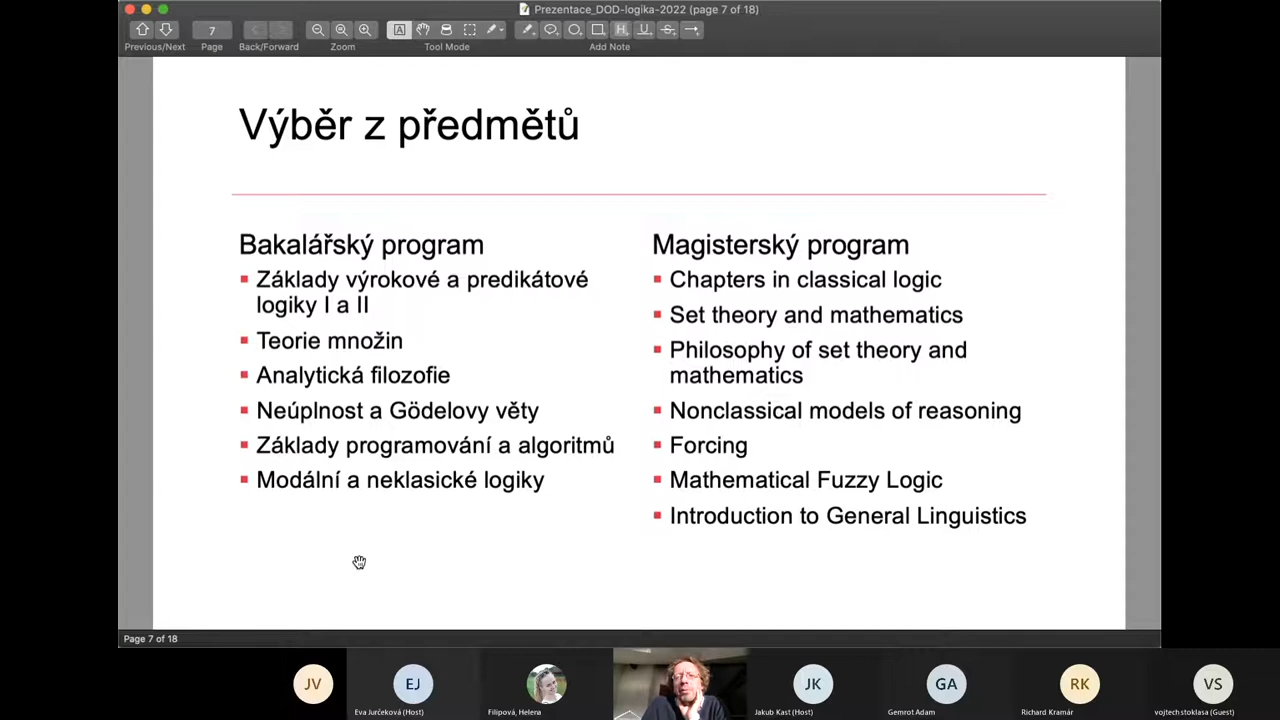 Prezentace_DOD-logika-2022 (page 7 of 18)
7
Previous/Next
Page
Back/Forward
Zoom
Tool Mode
Add Note
Výběr z předmětů
Bakalářský program
Základy výrokové a predikátové
logiky I a II
Teorie množin
Analytická filozofie
Neúplnost a Gödelovy věty
Základy programování a algoritmů
Modální a neklasické logiky
Magisterský program
Chapters in classical logic
Set theory and mathematics
Philosophy of set theory and
mathematics
Nonclassical models of reasoning
Forcing
Mathematical Fuzzy Logic
Introduction to General Linguistics
Page 7 of 18
JV
EJ
JK
GA
RK
VS
Eva Jurčeková (Host)
Filipová, Helena
Jakub Kast (Host)
Gemrot Adam
Richard Kramár
vojtech stoklasa (Guest)